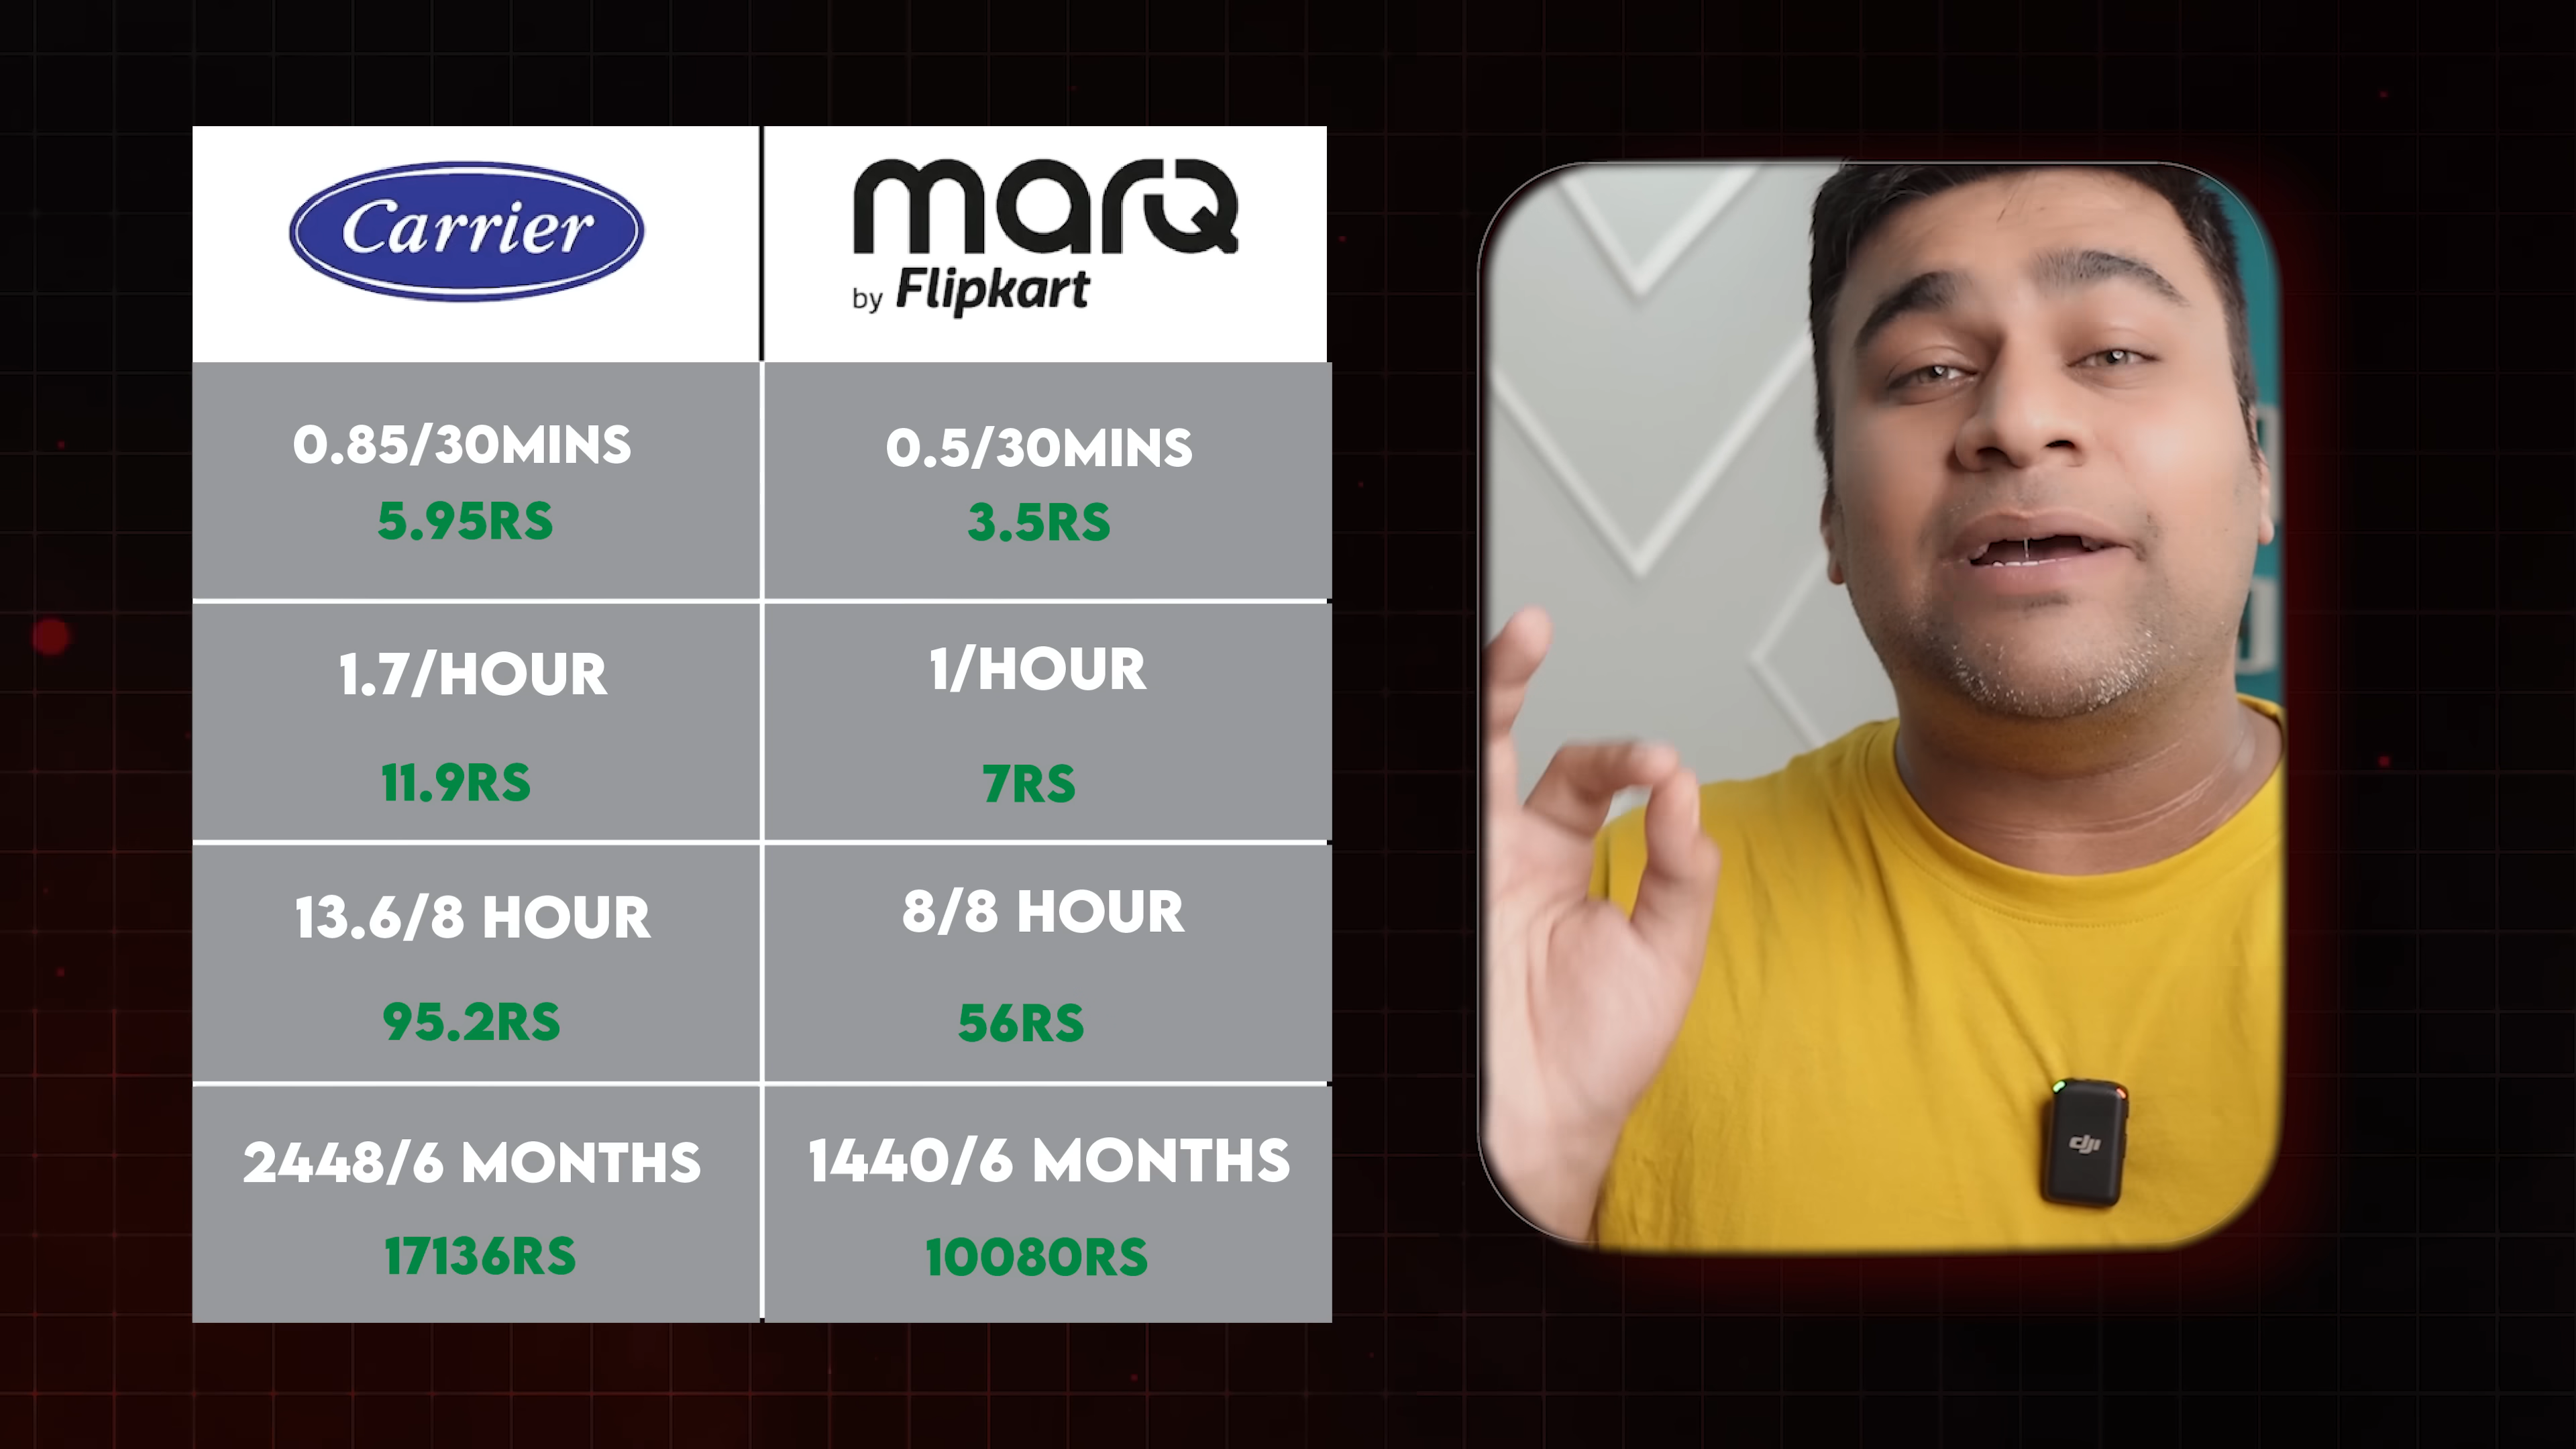 Carrier
marQ
by Flipkart
0.85/30MINS
5.95RS
0.5/30MINS
3.5RS
1.7/HOUR
11.9RS
1/HOUR
7RS
13.6/8 HOUR
95.2RS
8/8 HOUR
56RS
2448/6 MONTHS
17136RS
1440/6 MONTHS
10080RS
dji